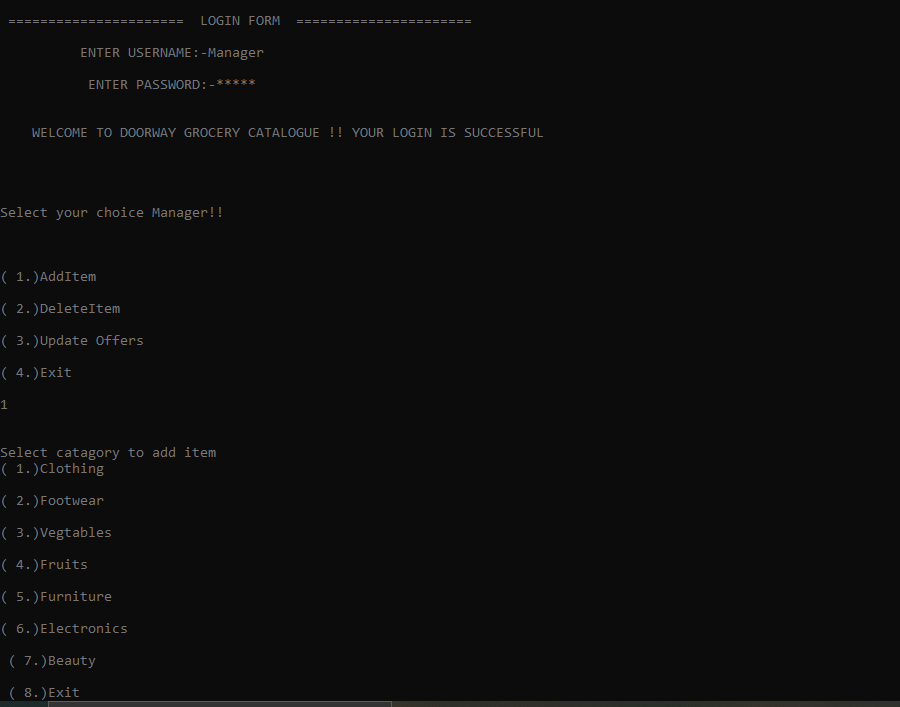 ======================  LOGIN FORM  ======================
ENTER USERNAME:-Manager
ENTER PASSWORD:-*****
WELCOME TO DOORWAY GROCERY CATALOGUE !! YOUR LOGIN IS SUCCESSFUL
Select your choice Manager!!
( 1.)AddItem
( 2.)DeleteItem
( 3.)Update Offers
( 4.)Exit
1
Select catagory to add item
( 1.)Clothing
( 2.)Footwear
( 3.)Vegtables
( 4.)Fruits
( 5.)Furniture
( 6.)Electronics
( 7.)Beauty
( 8.)Exit